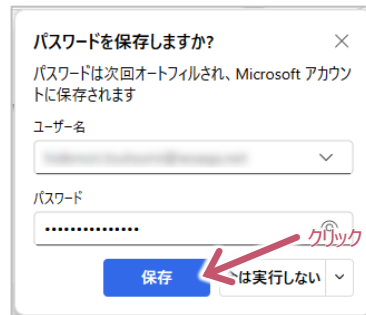 パスワードを保存しますか?
パスワードは次回オートフィルされ、Microsoft アカウン
トに保存されます
ユーザー名
パスワード
•••••••••••••••
クリック
保存
は実行しない